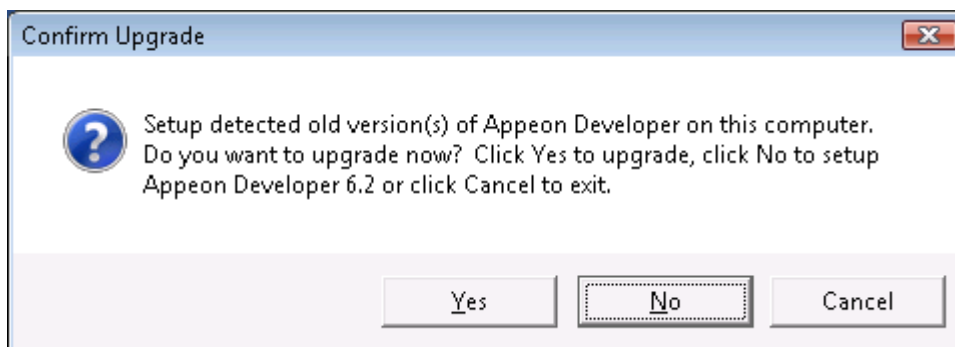 Confirm Upgrade
Setup detected old version(s) of Appeon Developer on this computer.
Do you want to upgrade now? Click Yes to upgrade, click No to setup
Appeon Developer 6.2 or click Cancel to exit.
Yes No Cancel